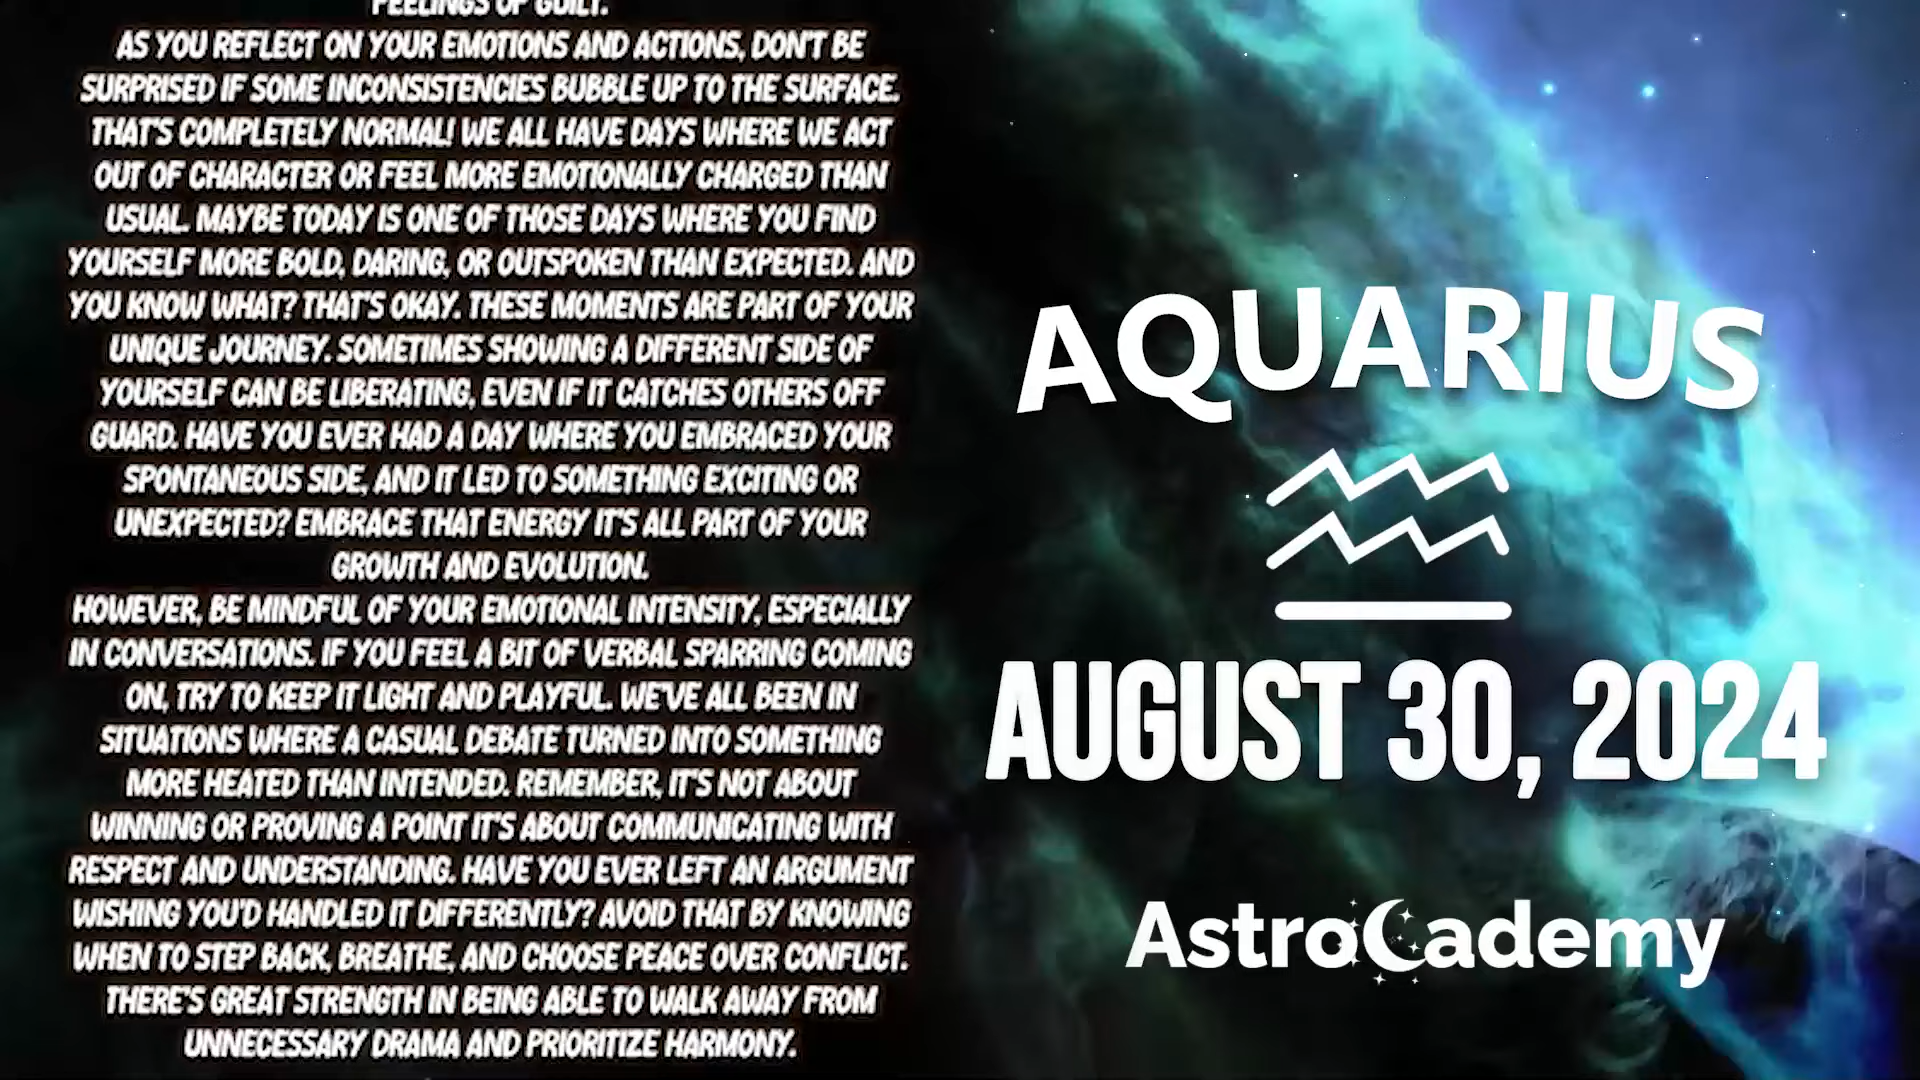 FEELINGS OF GUILT.
AS YOU REFLECT ON YOUR EMOTIONS AND ACTIONS, DON'T BE
SURPRISED IF SOME INCONSISTENCIES BUBBLE UP TO THE SURFACE.
THAT'S COMPLETELY NORMAL! WE ALL HAVE DAYS WHERE WE ACT
OUT OF CHARACTER OR FEEL MORE EMOTIONALLY CHARGED THAN
USUAL. MAYBE TODAY IS ONE OF THOSE DAYS WHERE YOU FIND
YOURSELF MORE BOLD, DARING, OR OUTSPOKEN THAN EXPECTED. AND
YOU KNOW WHAT? THAT'S OKAY. THESE MOMENTS ARE PART OF YOUR
UNIQUE JOURNEY. SOMETIMES SHOWING A DIFFERENT SIDE OF
YOURSELF CAN BE LIBERATING, EVEN IF IT CATCHES OTHERS OFF
GUARD. HAVE YOU EVER HAD A DAY WHERE YOU EMBRACED YOUR
SPONTANEOUS SIDE, AND IT LED TO SOMETHING EXCITING OR
UNEXPECTED? EMBRACE THAT ENERGY IT'S ALL PART OF YOUR
GROWTH AND EVOLUTION.
HOWEVER, BE MINDFUL OF YOUR EMOTIONAL INTENSITY, ESPECIALLY
IN CONVERSATIONS. IF YOU FEEL A BIT OF VERBAL SPARRING COMING
ON, TRY TO KEEP IT LIGHT AND PLAYFUL. WE'VE ALL BEEN IN
SITUATIONS WHERE A CASUAL DEBATE TURNED INTO SOMETHING
MORE HEATED THAN INTENDED. REMEMBER, IT'S NOT ABOUT
WINNING OR PROVING A POINT IT'S ABOUT COMMUNICATING WITH
RESPECT AND UNDERSTANDING. HAVE YOU EVER LEFT AN ARGUMENT
WISHING YOU'D HANDLED IT DIFFERENTLY? AVOID THAT BY KNOWING
WHEN TO STEP BACK, BREATHE, AND CHOOSE PEACE OVER CONFLICT.
THERE'S GREAT STRENGTH IN BEING ABLE TO WALK AWAY FROM
UNNECESSARY DRAMA AND PRIORITIZE HARMONY.
AQUARIUS
AUGUST 30, 2024
AstroCademy